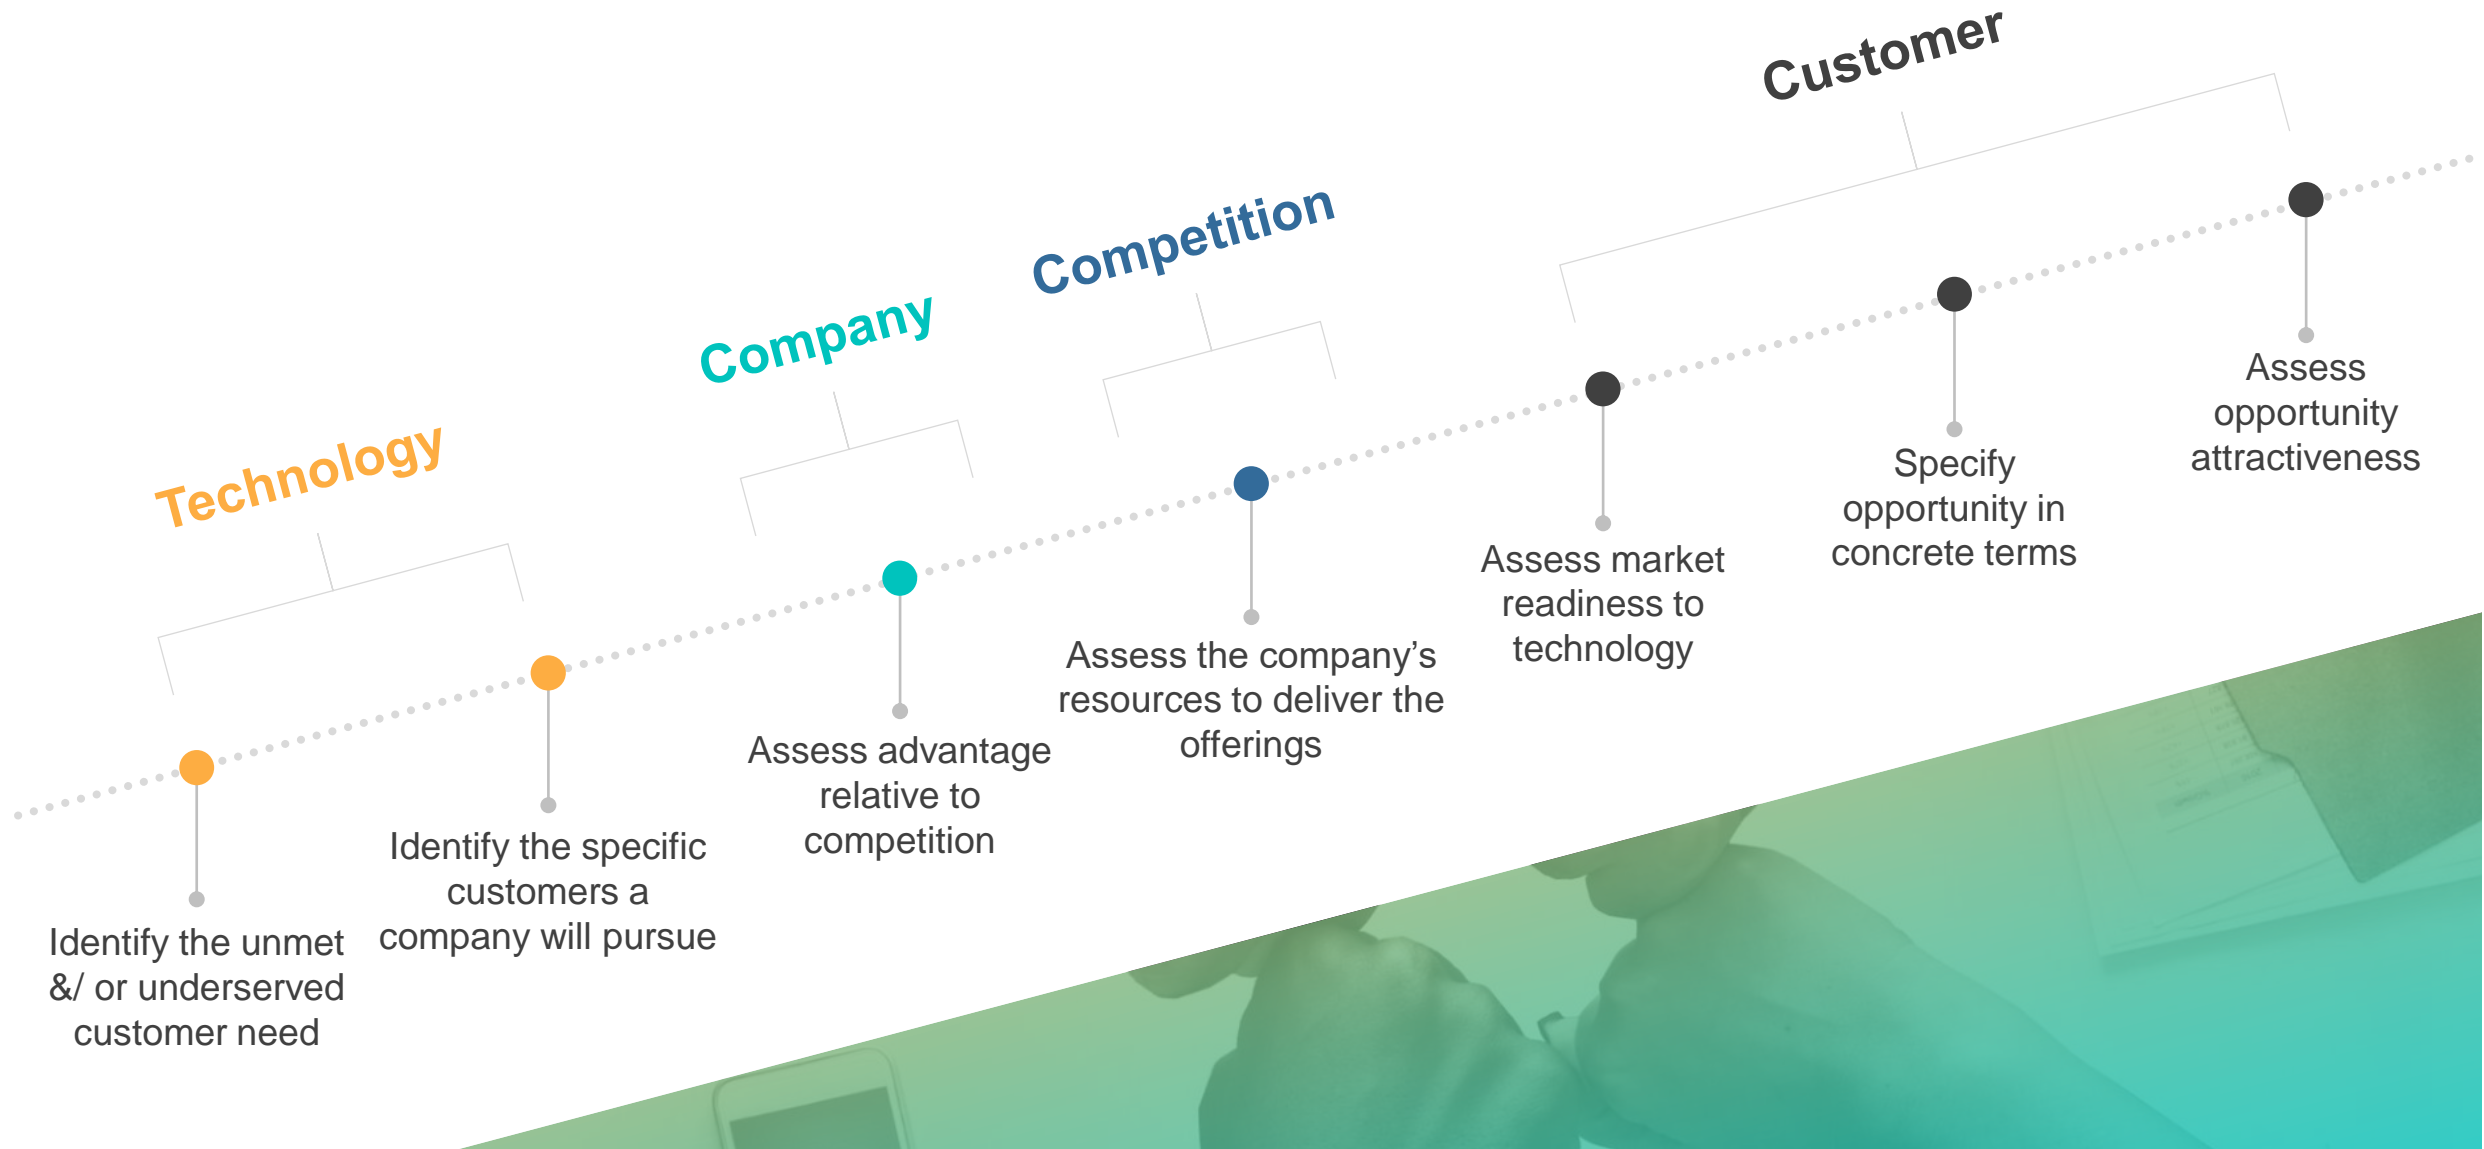 Technology
Identify the unmet
&/ or underserved
customer need
Identify the specific
customers a
company will pursue
Company
Assess advantage
relative to
competition
Competition
Assess the company’s
resources to deliver the
offerings
Customer
Assess market
readiness to
technology
Specify
opportunity in
concrete terms
Assess
opportunity
attractiveness